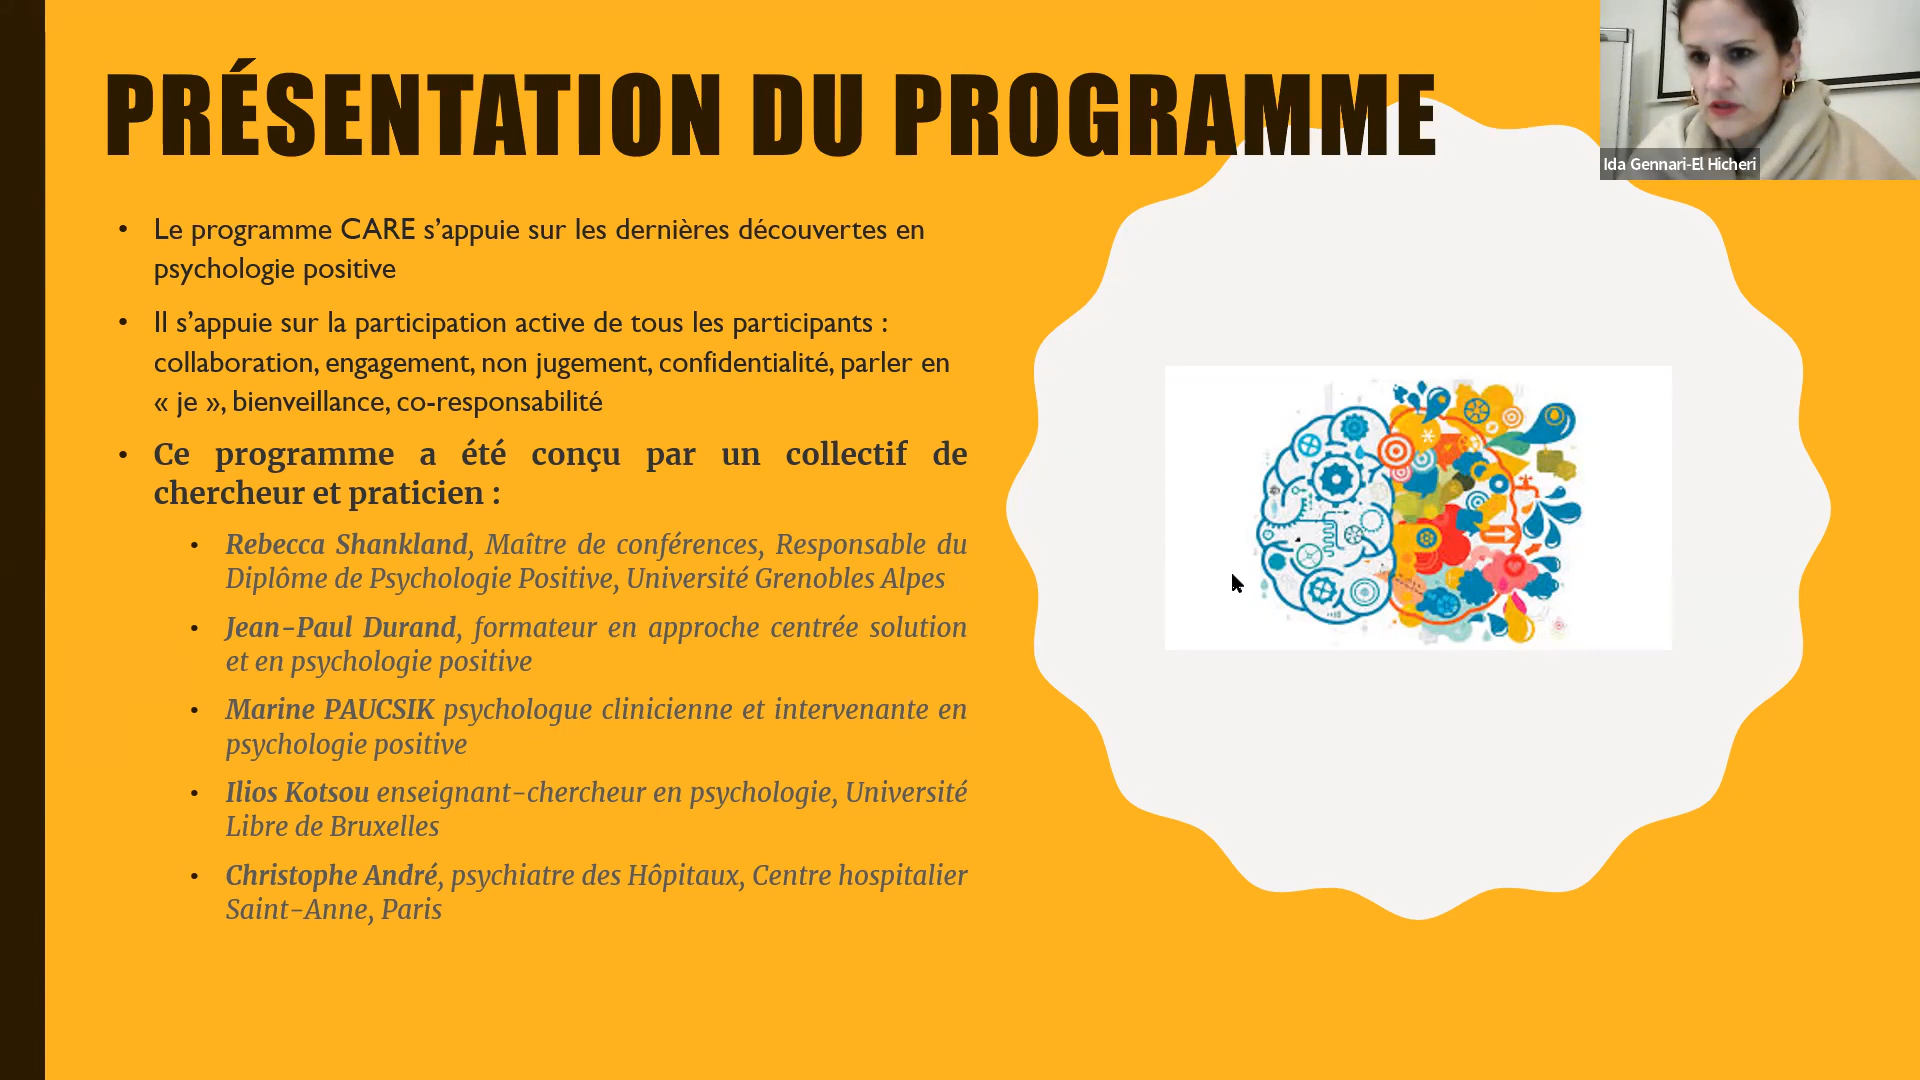 PRÉSENTATION DU PROGRAMME
Ida Gennari-El Hicheri
• Le programme CARE s’appuie sur les dernières découvertes en
psychologie positive
• Il s’appuie sur la participation active de tous les participants :
collaboration, engagement, non jugement, confidentialité, parler en
« je », bienveillance, co-responsabilité
• Ce programme a été conçu par un collectif de
chercheur et praticien :
• Rebecca Shankland, Maître de conférences, Responsable du
Diplôme de Psychologie Positive, Université Grenobles Alpes
• Jean-Paul Durand, formateur en approche centrée solution
et en psychologie positive
• Marine PAUCSIK psychologue clinicienne et intervenante en
psychologie positive
• Ilios Kotsou enseignant-chercheur en psychologie, Université
Libre de Bruxelles
• Christophe André, psychiatre des Hôpitaux, Centre hospitalier
Saint-Anne, Paris